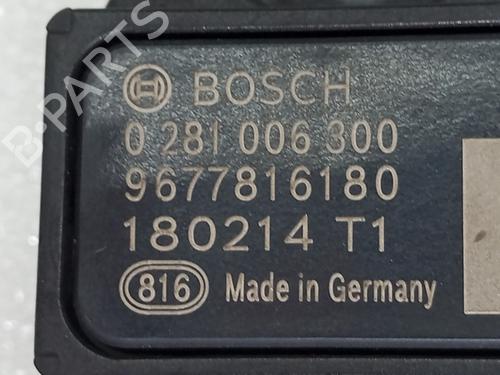 BOSCH
0 281 006 300
9677816180
180214 T1
816 Made in Germany
B-PARTS